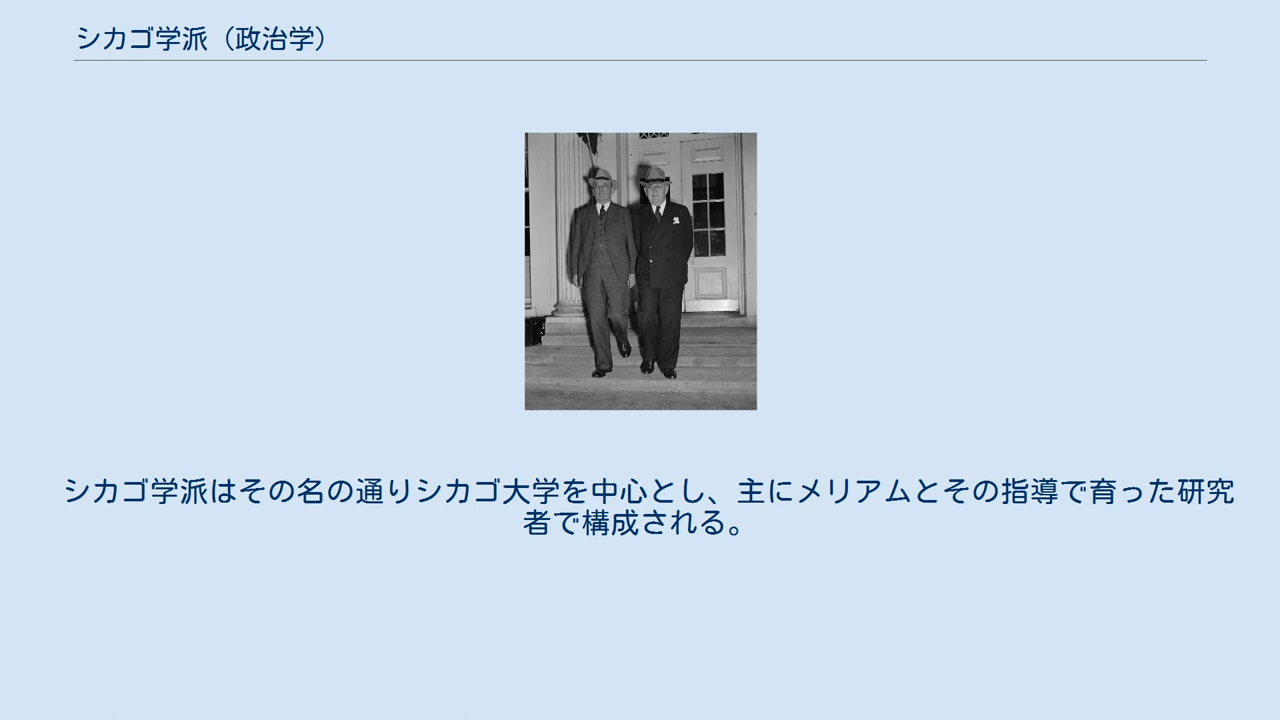 シカゴ学派（政治学）
シカゴ学派はその名の通りシカゴ大学を中心とし、主にメリアムとその指導で育った研究
者で構成される。